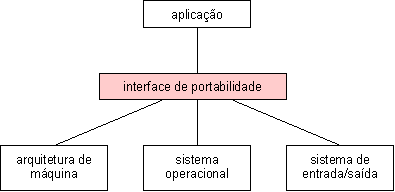 aplicação
interface de portabilidade
arquitetura de
máquina
sistema
operacional
sistema de
entrada/saída